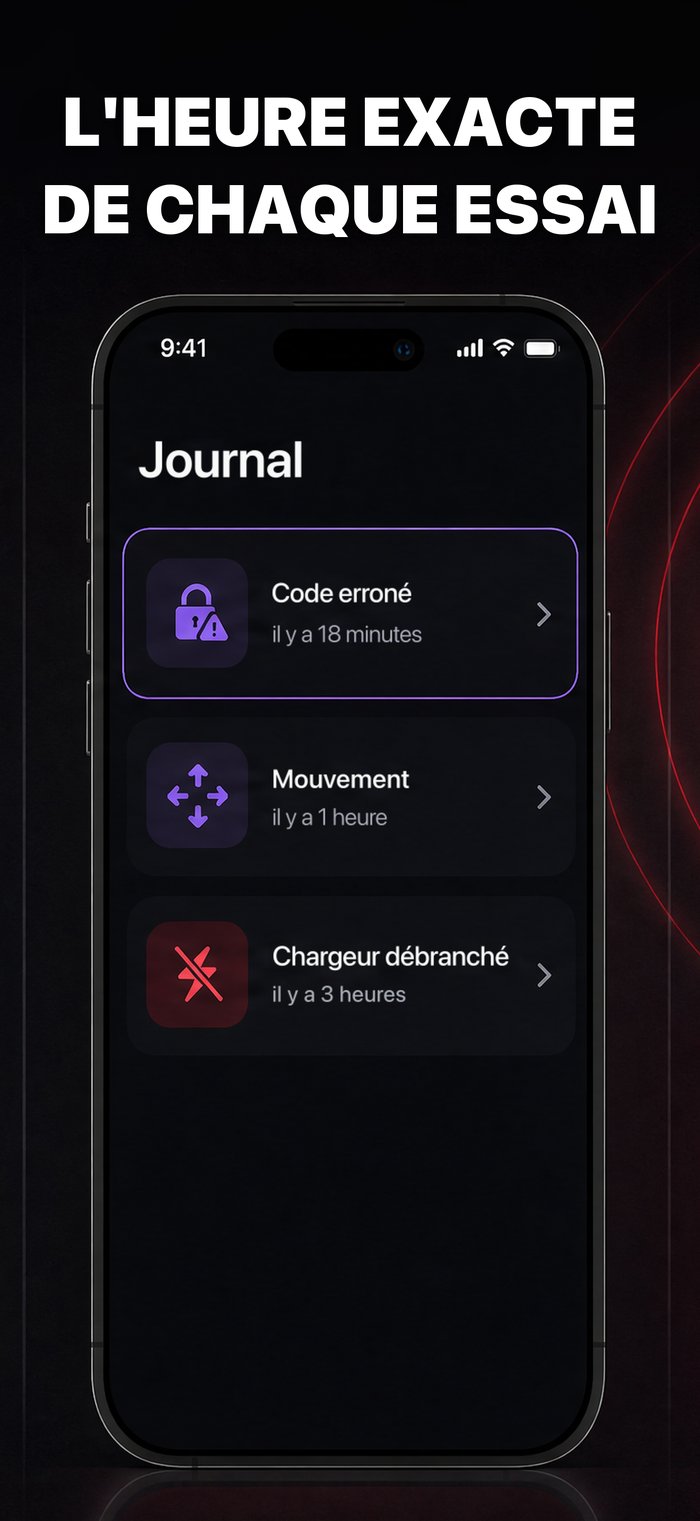 L'HEURE EXACTE
DE CHAQUE ESSAI
9:41
Journal
Code erroné
il y a 18 minutes
Mouvement
il y a 1 heure
Chargeur débranché
il y a 3 heures